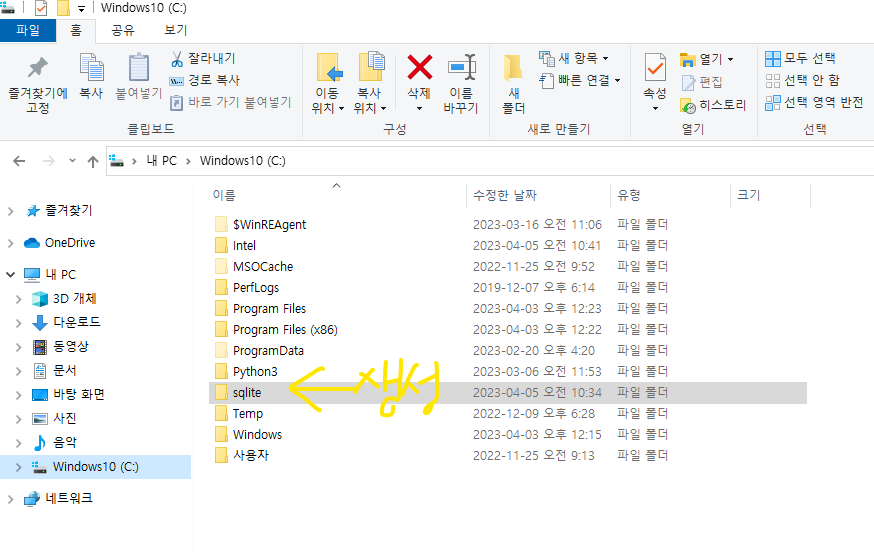 Windows10 (C:)
파일 홈 공유 보기
즐겨찾기에 고정
복사
붙여넣기
잘라내기
경로 복사
바로 가기 붙여넣기
클립보드
이동 위치
복사 위치
삭제
이름 바꾸기
구성
새 폴더
새 항목
빠른 연결
새로 만들기
속성
열기
편집
히스토리
열기
모두 선택
선택 안 함
선택 영역 반전
선택
내 PC > Windows10 (C:)
즐겨찾기
OneDrive
내 PC
3D 개체
다운로드
동영상
문서
바탕 화면
사진
음악
Windows10 (C:)
네트워크
이름 수정한 날짜 유형 크기
$WinREAgent 2023-03-16 오전 11:06 파일 폴더
Intel 2023-04-05 오전 10:41 파일 폴더
MSOCache 2022-11-25 오전 9:52 파일 폴더
PerfLogs 2019-12-07 오후 6:14 파일 폴더
Program Files 2023-04-03 오후 12:23 파일 폴더
Program Files (x86) 2023-04-03 오후 12:22 파일 폴더
ProgramData 2023-02-20 오후 4:20 파일 폴더
Python3 2023-03-06 오전 11:53 파일 폴더
sqlite 생성 2023-04-05 오전 10:34 파일 폴더
Temp 2022-12-09 오후 6:28 파일 폴더
Windows 2023-04-03 오후 12:15 파일 폴더
사용자 2022-11-25 오전 9:13 파일 폴더